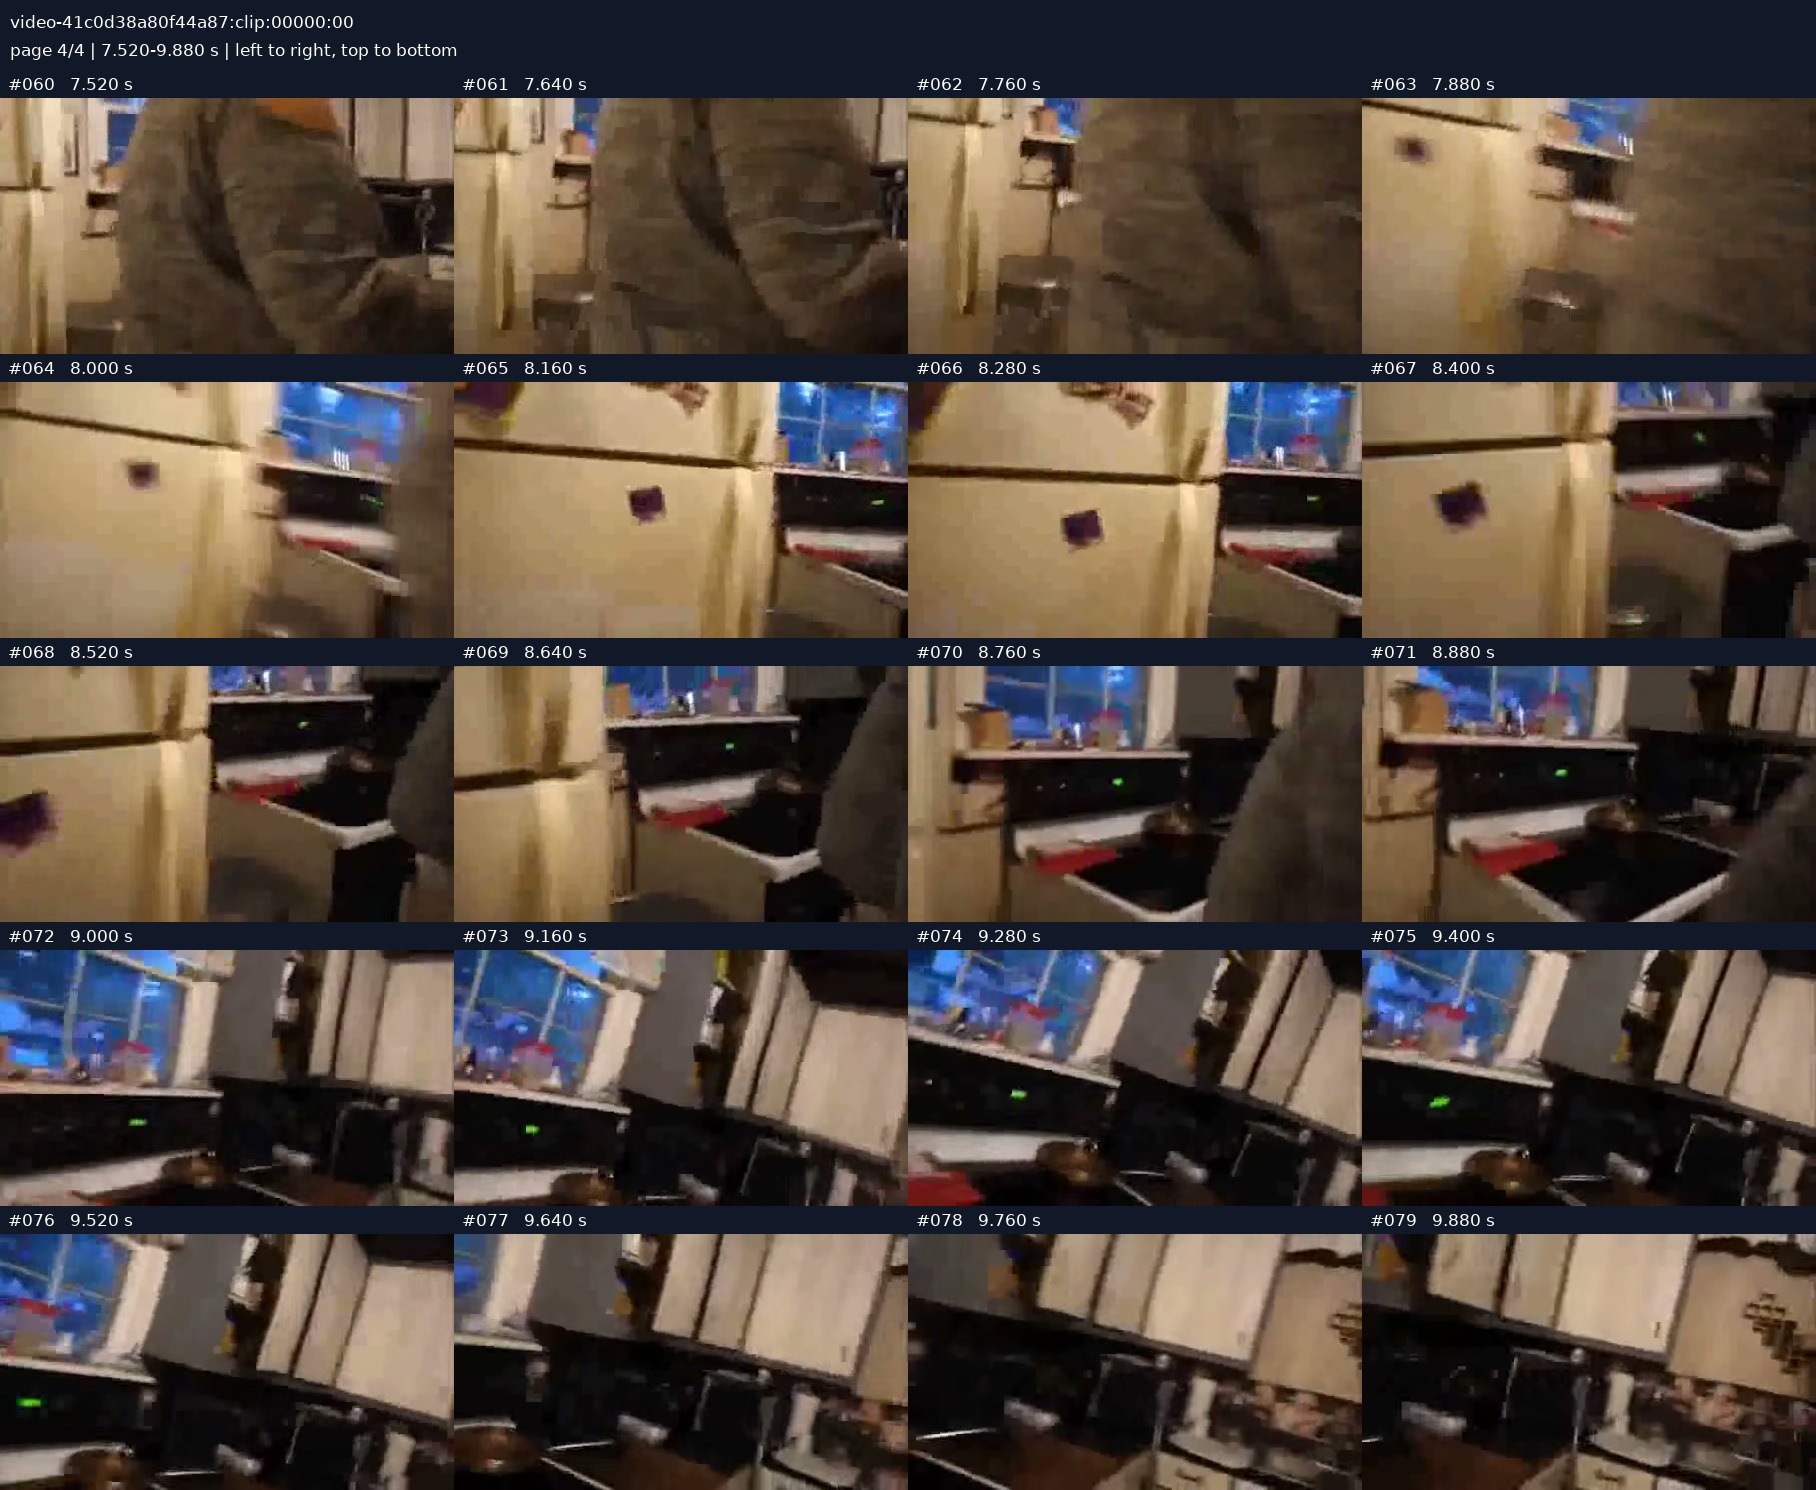 video-41c0d38a80f44a87:clip:00000:00
page 4/4 | 7.520-9.880 s | left to right, top to bottom
#060 7.520 s
#061 7.640 s
#062 7.760 s
#063 7.880 s
#064 8.000 s
#065 8.160 s
#066 8.280 s
#067 8.400 s
#068 8.520 s
#069 8.640 s
#070 8.760 s
#071 8.880 s
#072 9.000 s
#073 9.160 s
#074 9.280 s
#075 9.400 s
#076 9.520 s
#077 9.640 s
#078 9.760 s
#079 9.880 s